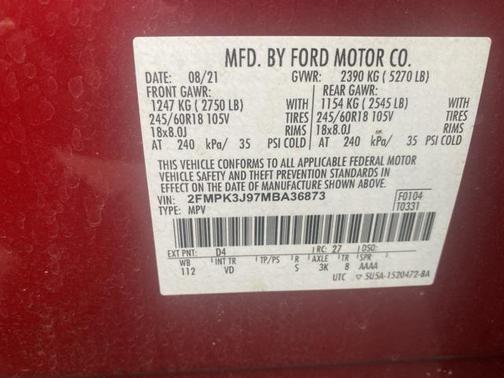 MFD. BY FORD MOTOR CO.
DATE: 08/21 GVWR: 2390 KG ( 5270 LB)
FRONT GAWR: REAR GAWR:
1247 KG ( 2750 LB) WITH 1154 KG ( 2545 LB) WITH
245/60R18 105V TIRES 245/60R18 105V TIRES
18x8.0J RIMS 18x8.0J RIMS
AT 240 kPa/ 35 PSI COLD AT 240 kPa/ 35 PSI COLD
THIS VEHICLE CONFORMS TO ALL APPLICABLE FEDERAL MOTOR
VEHICLE SAFETY AND THEFT PREVENTION STANDARDS IN
EFFECT ON THE DATE OF MANUFACTURE SHOWN ABOVE.
VIN: 2FMPK3J97MBA36873 F0104
TYPE: MPV T0331
EXT PNT: D4 RC: 27 DSO:
WB INT TR TP/PS R AXLE TR SPR
112 VD S 3K 8 AAAA
UTC ▽ 5U5A-1520472-BA